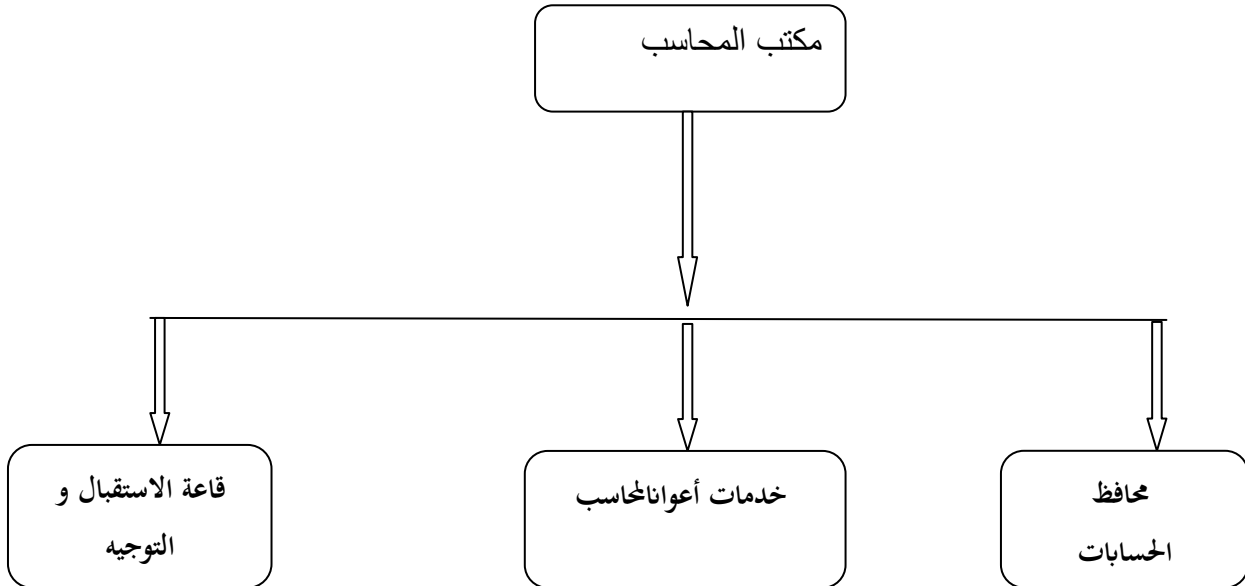 مكتب المحاسب
محافظ
الحسابات
خدمات أعوانالمحاسب
قاعة الاستقبال و
التوجيه